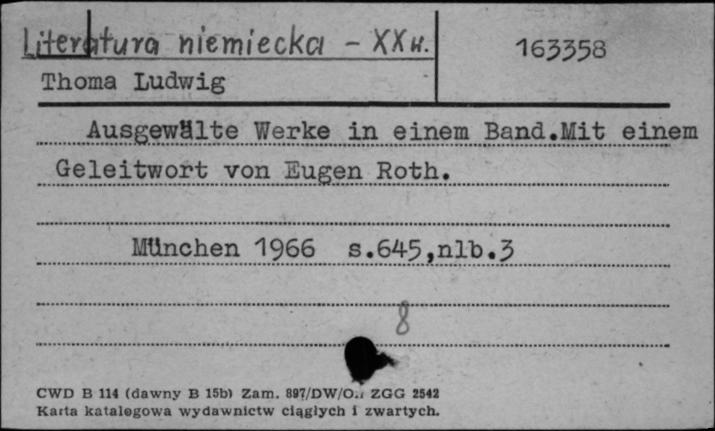 Literatura niemiecka - XX w.
163358
Thoma Ludwig
Ausgewälte Werke in einem Band.Mit einem
Geleitwort von Eugen Roth.
München 1966 s.645,nlb.3
8
CWD B 114 (dawny B 15b) Zam. 897/DW/O.. ZGG 2542
Karta katalogowa wydawnictw ciągłych i zwartych.